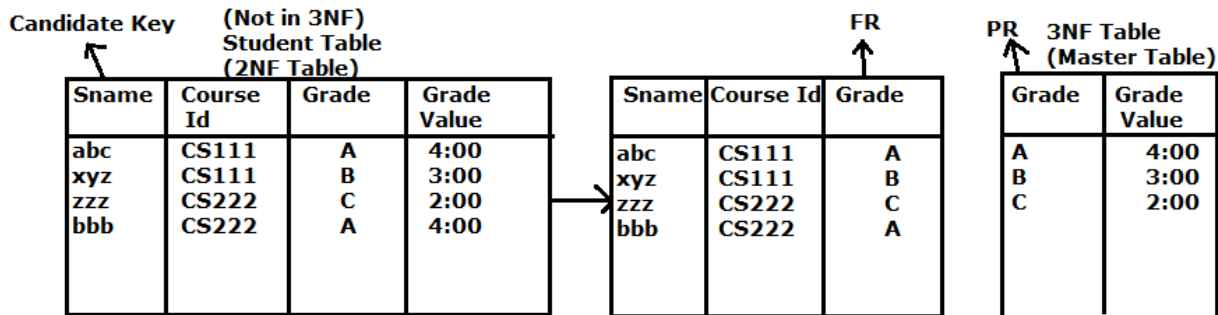 Candidate Key
(Not in 3NF)
Student Table
(2NF Table)
Sname Course Id Grade Grade Value
abc CS111 A 4:00
xyz CS111 B 3:00
zzz CS222 C 2:00
bbb CS222 A 4:00
FR
Sname Course Id Grade
abc CS111 A
xyz CS111 B
zzz CS222 C
bbb CS222 A
PR
3NF Table
(Master Table)
Grade Grade Value
A 4:00
B 3:00
C 2:00